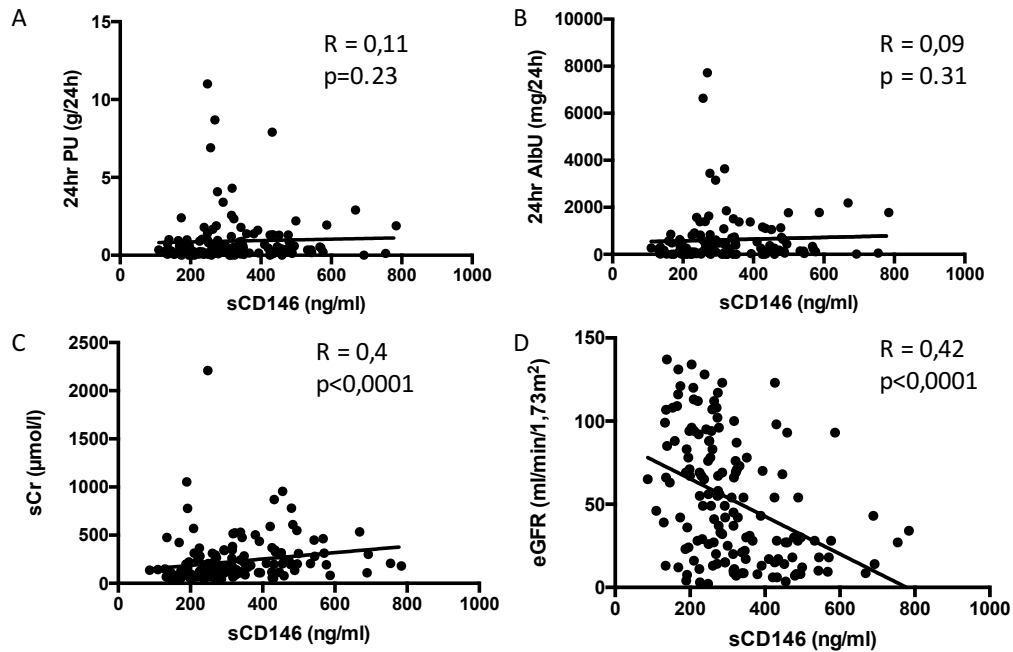 A
R = 0,11
p=0.23
24hr PU (g/24h)
15
10
5
0
0 200 400 600 800 1000
sCD146 (ng/ml)
B
R = 0,09
p = 0.31
24hr AlbU (mg/24h)
10000
8000
6000
4000
2000
0
0 200 400 600 800 1000
sCD146 (ng/ml)
C
R = 0,4
p<0,0001
sCr (µmol/l)
2500
2000
1500
1000
500
0
0 200 400 600 800 1000
sCD146 (ng/ml)
D
R = 0,42
p<0,0001
eGFR (ml/min/1,73m²)
150
100
50
0
0 200 400 600 800 1000
sCD146 (ng/ml)